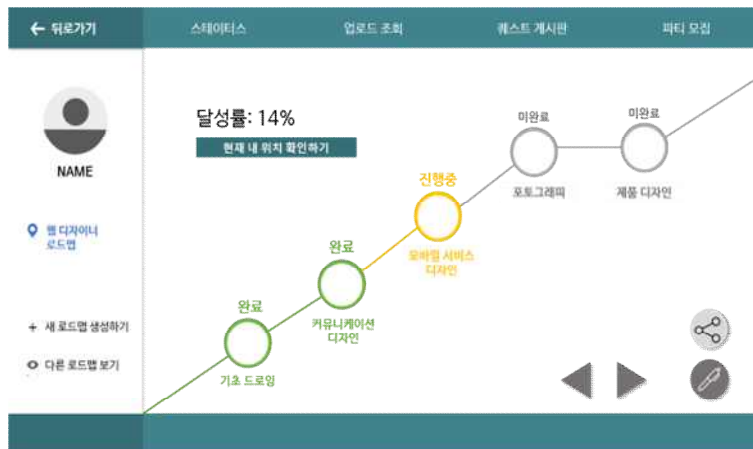 뒤로가기
스테이터스
업로드 조회
퀘스트 게시판
파티 모집
NAME
웹 디자이너
로드맵
+ 새 로드맵 생성하기
다른 로드맵 보기
달성률: 14%
현재 내 위치 확인하기
완료
기초 드로잉
완료
커뮤니케이션
디자인
진행중
모바일 서비스
디자인
미완료
포토그래피
미완료
제품 디자인